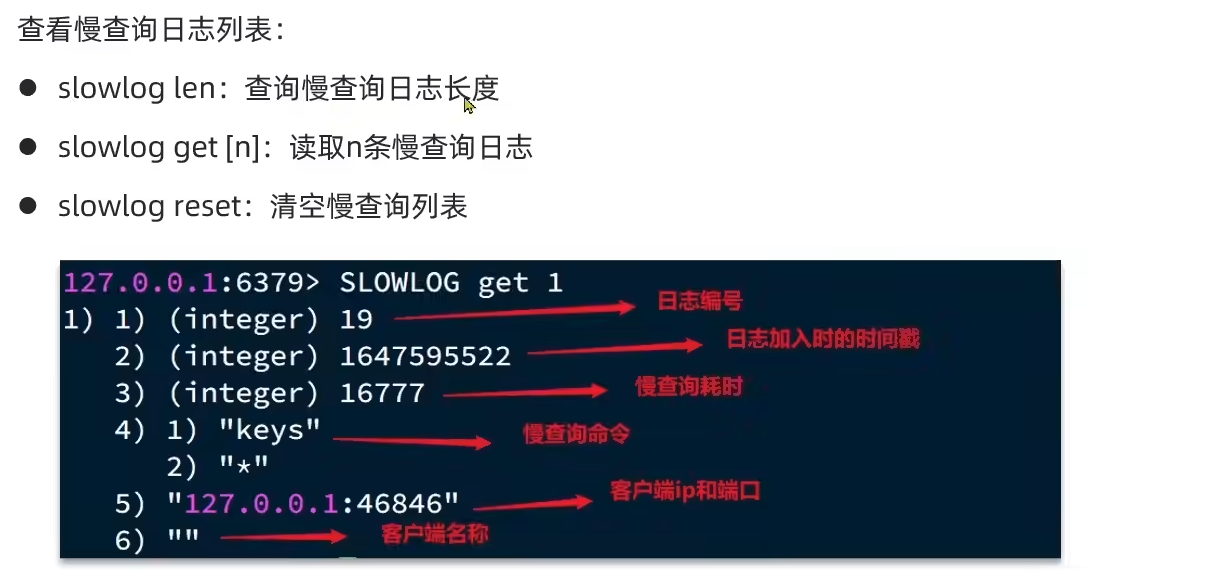 查看慢查询日志列表：
● slowlog len：查询慢查询日志长度
● slowlog get [n]：读取n条慢查询日志
● slowlog reset：清空慢查询列表
127.0.0.1:6379> SLOWLOG get 1
1) 1) (integer) 19 日志编号
2) (integer) 1647595522 日志加入时的时间戳
3) (integer) 16777 慢查询耗时
4) 1) "keys" 慢查询命令
2) "*"
5) "127.0.0.1:46846" 客户端ip和端口
6) "" 客户端名称